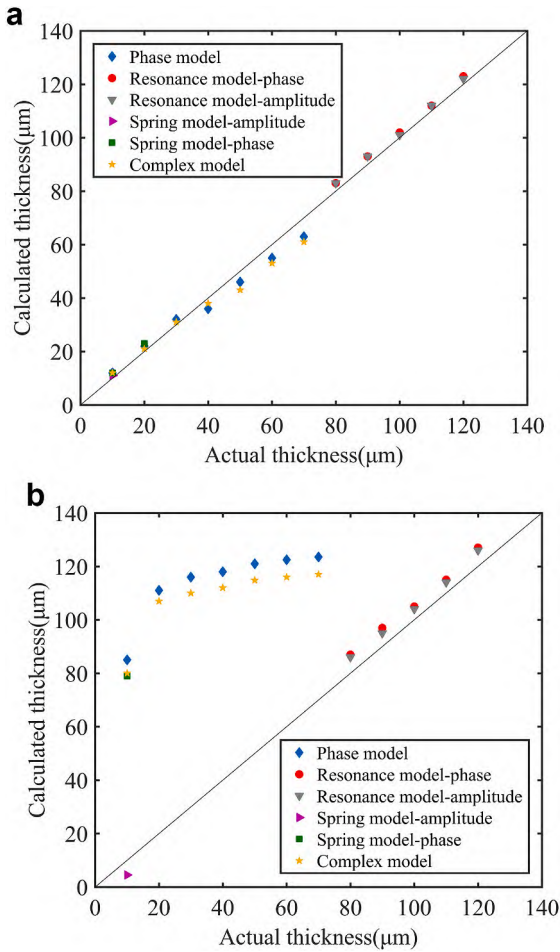 a
140
120
100
80
60
40
20
0
Calculated thickness(μm)
Phase model
Resonance model-phase
Resonance model-amplitude
Spring model-amplitude
Spring model-phase
Complex model
0 20 40 60 80 100 120 140
Actual thickness(μm)
b
140
120
100
80
60
40
20
0
Calculated thickness(μm)
Phase model
Resonance model-phase
Resonance model-amplitude
Spring model-amplitude
Spring model-phase
Complex model
0 20 40 60 80 100 120 140
Actual thickness(μm)